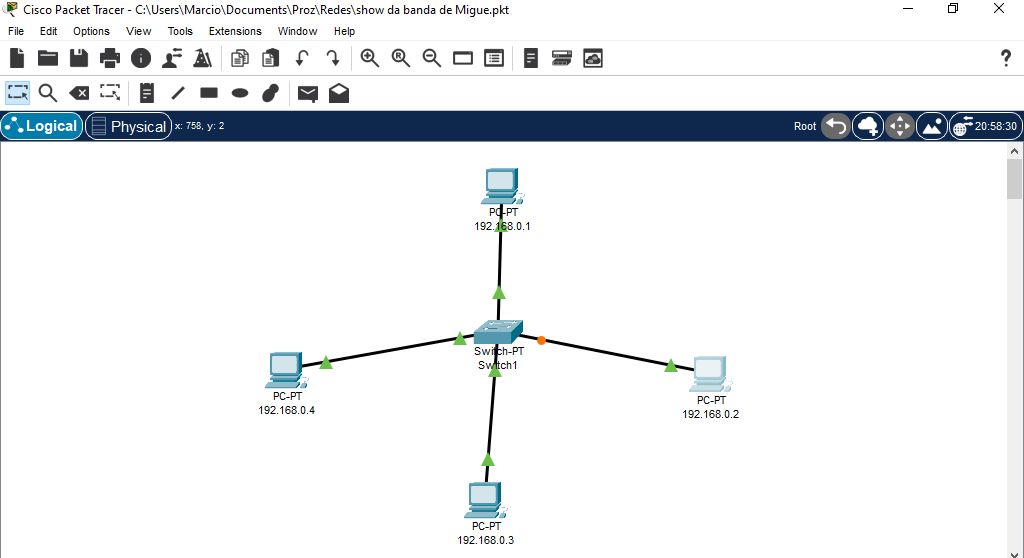 Cisco Packet Tracer - C:\Users\Marcio\Documents\Proz\Redes\show da banda de Migue.pkt
File Edit Options View Tools Extensions Window Help
?
Logical Physical x: 758, y: 2 Root 20:58:30
PC-PT
192.168.0.1
Switch-PT
Switch1
PC-PT
192.168.0.4
PC-PT
192.168.0.2
PC-PT
192.168.0.3